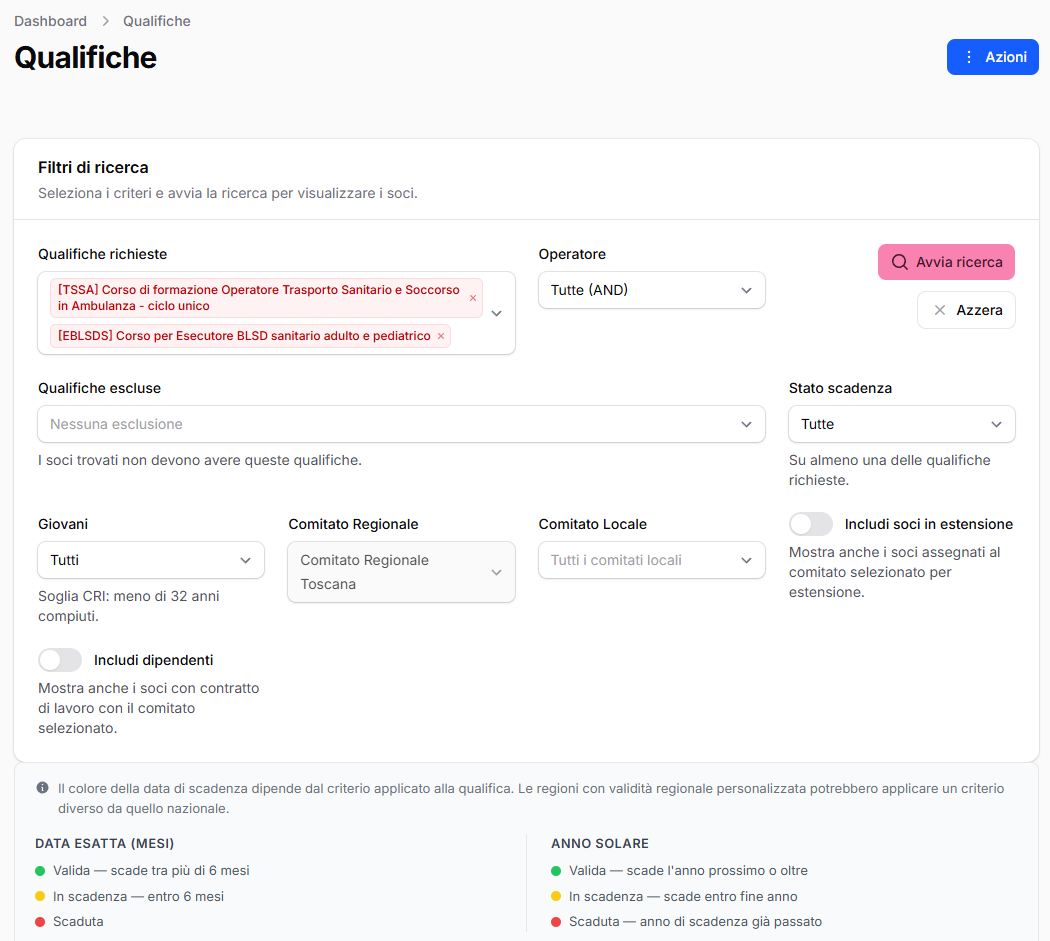 Dashboard > Qualifiche
Qualifiche
Azioni
Filtri di ricerca
Seleziona i criteri e avvia la ricerca per visualizzare i soci.
Qualifiche richieste
[TSSA] Corso di formazione Operatore Trasporto Sanitario e Soccorso
in Ambulanza - ciclo unico ×
[EBLSDS] Corso per Esecutore BLSD sanitario adulto e pediatrico ×
Operatore
Tutte (AND)
Avvia ricerca
Azzera
Qualifiche escluse
Nessuna esclusione
I soci trovati non devono avere queste qualifiche.
Stato scadenza
Tutte
Su almeno una delle qualifiche
richieste.
Giovani
Tutti
Soglia CRI: meno di 32 anni
compiuti.
Comitato Regionale
Comitato Regionale
Toscana
Comitato Locale
Tutti i comitati locali
Includi soci in estensione
Mostra anche i soci assegnati al
comitato selezionato per
estensione.
Includi dipendenti
Mostra anche i soci con contratto
di lavoro con il comitato
selezionato.
Il colore della data di scadenza dipende dal criterio applicato alla qualifica. Le regioni con validità regionale personalizzata potrebbero applicare un criterio
diverso da quello nazionale.
DATA ESATTA (MESI)
Valida — scade tra più di 6 mesi
In scadenza — entro 6 mesi
Scaduta
ANNO SOLARE
Valida — scade l'anno prossimo o oltre
In scadenza — scade entro fine anno
Scaduta — anno di scadenza già passato